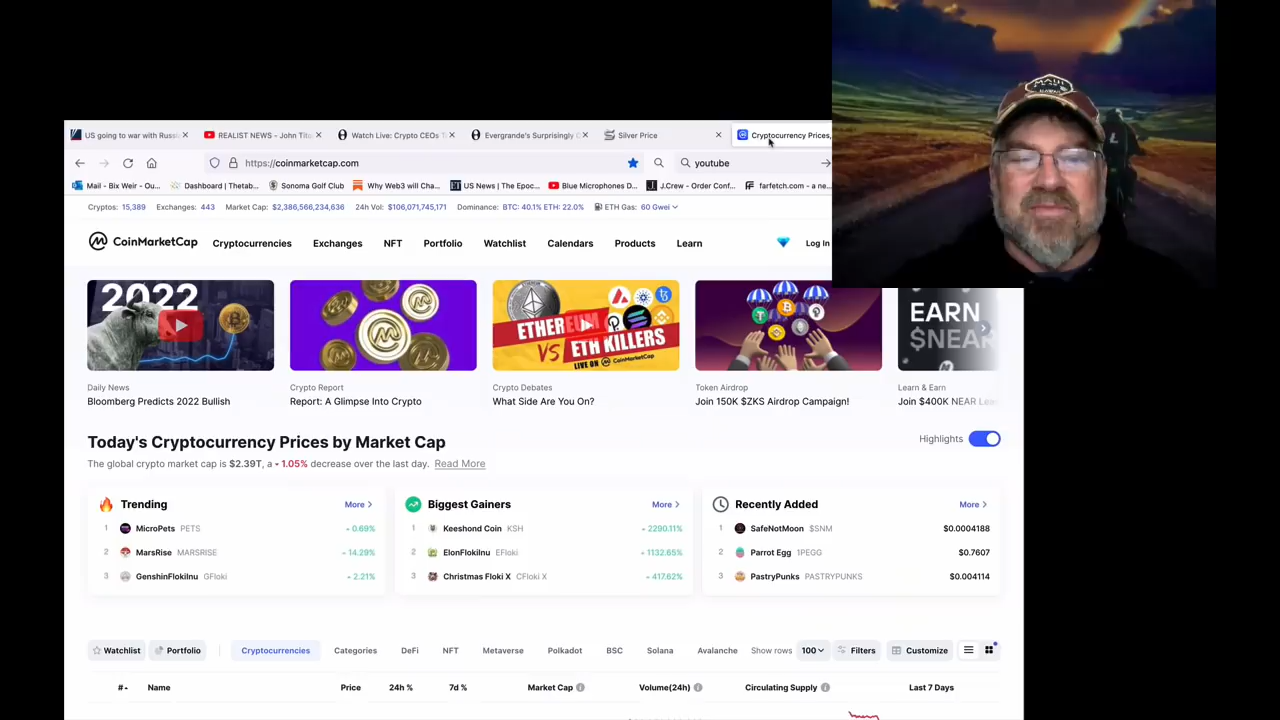 MAUI
HAWAII
US going to war with Russi
REALIST NEWS - John Tit
Watch Live: Crypto CEOs T
Evergrande's Surprisingly
Silver Price
Cryptocurrency Prices,
https://coinmarketcap.com
youtube
Mail - Bix Weir - Ou...
Dashboard | Thetab...
Sonoma Golf Club
Why Web3 will Cha...
US News | The Epoc...
Blue Microphones D...
J.Crew - Order Conf...
farfetch.com - a ne...
Cryptos: 15,389 Exchanges: 443 Market Cap: $2,386,566,234,636 24h Vol: $106,071,745,171 Dominance: BTC: 40.1% ETH: 22.0% ETH Gas: 60 Gwei
CoinMarketCap Cryptocurrencies Exchanges NFT Portfolio Watchlist Calendars Products Learn Log In
2022
ETHEREUM
VS ETH KILLERS
LIVE ON CoinMarketCap
EARN
$NEAR
Daily News
Bloomberg Predicts 2022 Bullish
Crypto Report
Report: A Glimpse Into Crypto
Crypto Debates
What Side Are You On?
Token Airdrop
Join 150K $ZKS Airdrop Campaign!
Learn & Earn
Join $400K NEAR Lea
Today's Cryptocurrency Prices by Market Cap
Highlights
The global crypto market cap is $2.39T, a 1.05% decrease over the last day. Read More
Trending More
1 MicroPets PETS 0.69%
2 MarsRise MARSRISE 14.29%
3 GenshinFlokiInu GFloki 2.21%
Biggest Gainers More
1 Keeshond Coin KSH 2290.11%
2 ElonFlokiInu EFloki 1132.65%
3 Christmas Floki X CFloki X 417.62%
Recently Added More
1 SafeNotMoon $SNM $0.0004188
2 Parrot Egg 1PEGG $0.7607
3 PastryPunks PASTRYPUNKS $0.004114
Watchlist Portfolio Cryptocurrencies Categories DeFi NFT Metaverse Polkadot BSC Solana Avalanche Show rows 100 Filters Customize
# Name Price 24h % 7d % Market Cap Volume(24h) Circulating Supply Last 7 Days